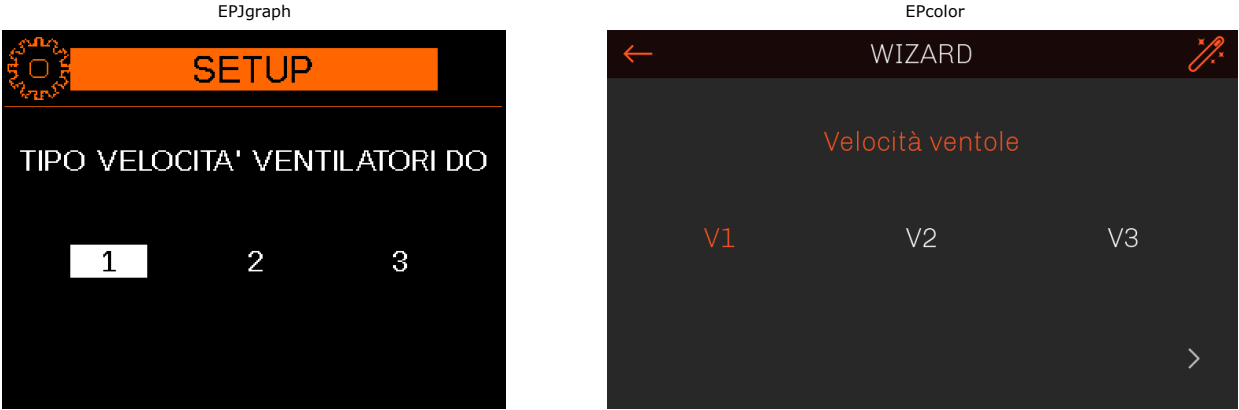 EPJgraph
SETUP
TIPO VELOCITA' VENTILATORI DO
1 2 3
EPcolor
WIZARD
Velocità ventole
V1 V2 V3